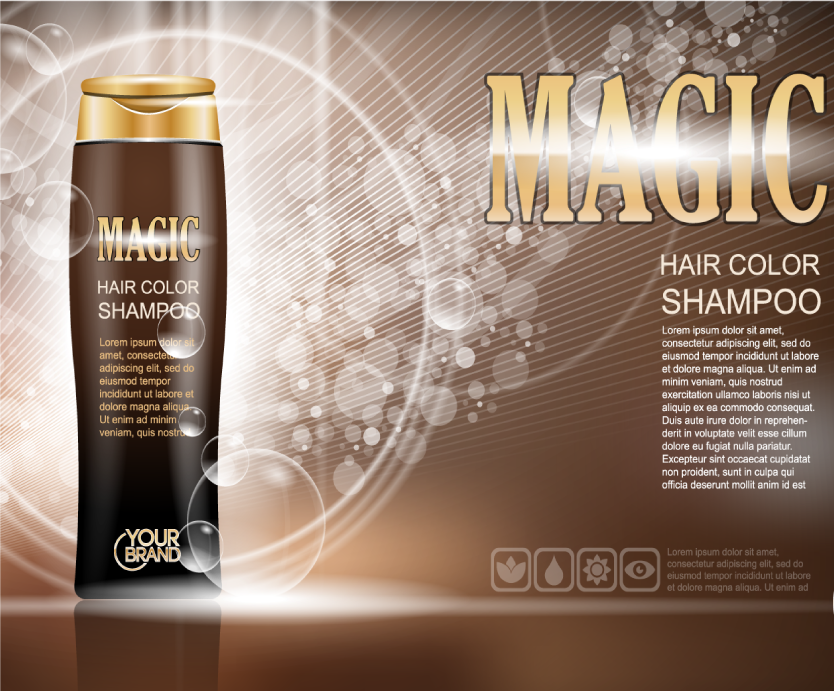 MAGIC
HAIR COLOR
SHAMPOO
Lorem ipsum dolor sit
amet, consectetur
adipiscing elit, sed do
eiusmod tempor
incididunt ut labore et
dolore magna aliqua
Ut enim ad minim
veniam, quis nostrud
YOUR
BRAND
MAGIC
HAIR COLOR
SHAMPOO
Lorem ipsum dolor sit amet,
consectetur adipiscing elit, sed do
eiusmod tempor incididunt ut labore
et dolore magna aliqua. Ut enim ad
minim veniam, quis nostrud
exercitation ullamco laboris nisi ut
aliquip ex ea commodo consequat.
Duis aute irure dolor in reprehen-
derit in voluptate velit esse cillum
dolore eu fugiat nulla pariatur.
Excepteur sint occaecat cupidatat
non proident, sunt in culpa qui
officia deserunt mollit anim id est
Lorem ipsum dolor sit amet,
consectetur adipiscing elit, sed do
eiusmod tempor incididunt ut labore
et dolore magna aliqua. Ut enim ad